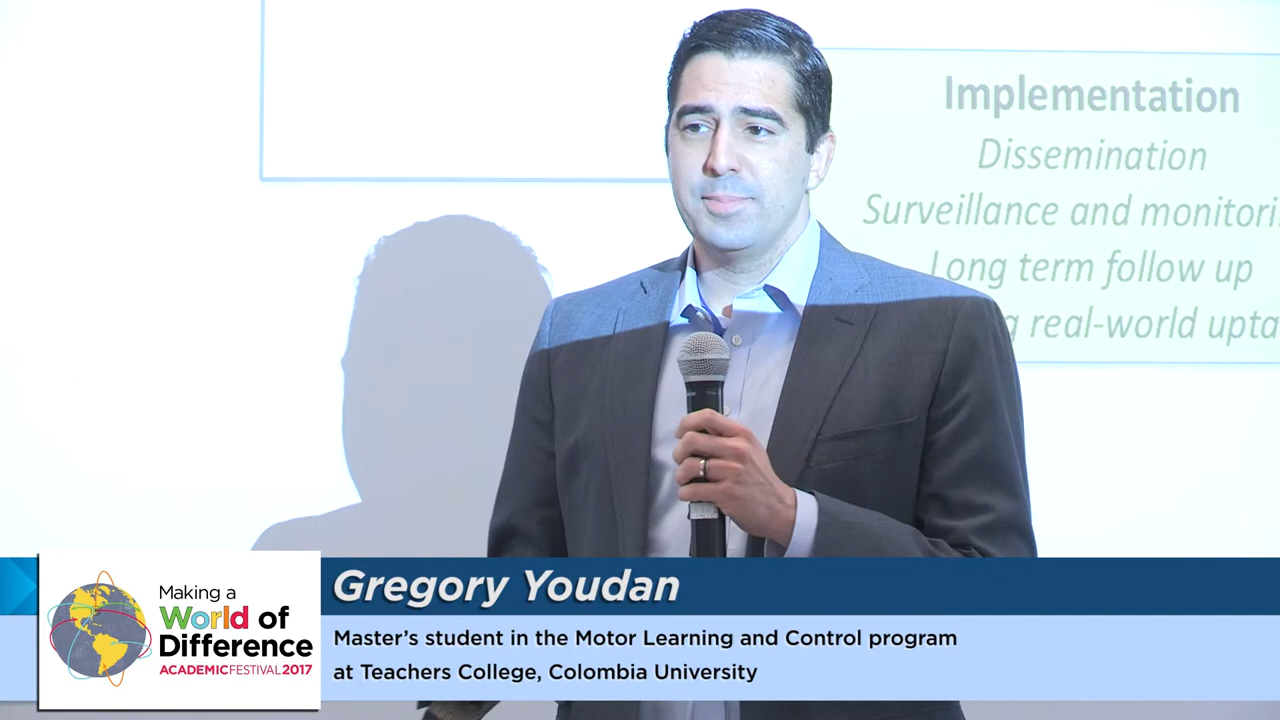 Implementation
Dissemination
Surveillance and monitori
Long term follow up
real-world upta
Gregory Youdan
Making a
World of
Difference
ACADEMICFESTIVAL2017
Master's student in the Motor Learning and Control program
at Teachers College, Colombia University